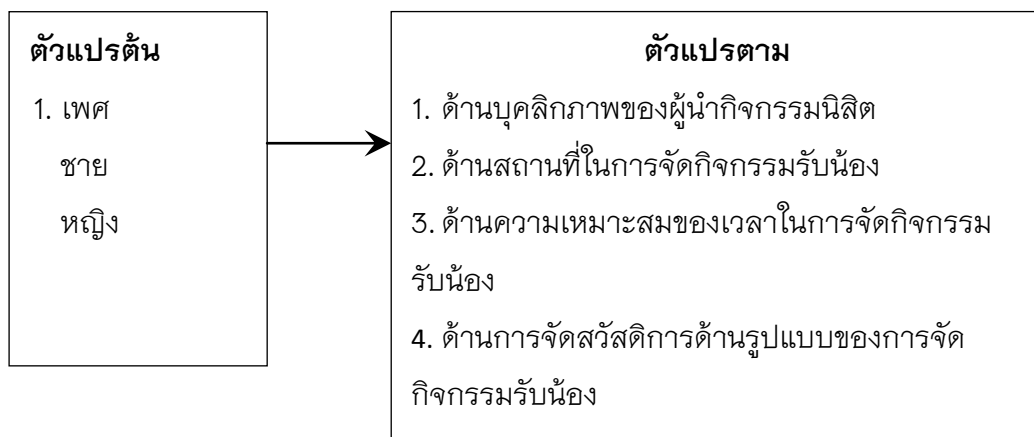 ตัวแปรต้น
1. เพศ
ชาย
หญิง
ตัวแปรตาม
1. ด้านบุคลิกภาพของผู้นำกิจกรรมนิสิต
2. ด้านสถานที่ในการจัดกิจกรรมรับน้อง
3. ด้านความเหมาะสมของเวลาในการจัดกิจกรรม
รับน้อง
4. ด้านการจัดสวัสดิการด้านรูปแบบของการจัด
กิจกรรมรับน้อง